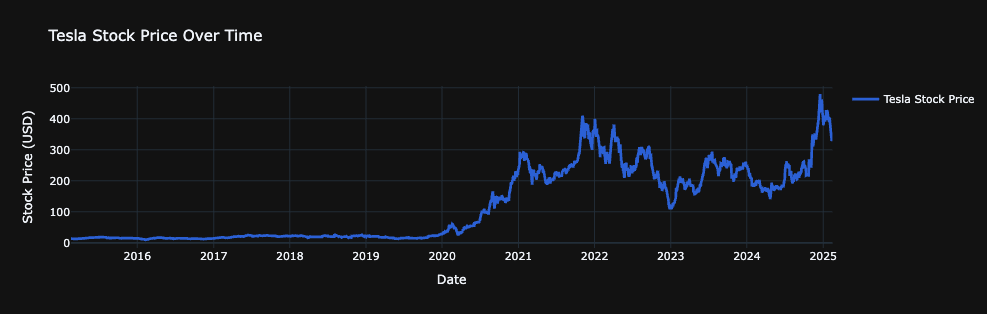 Tesla Stock Price Over Time
Tesla Stock Price
Stock Price (USD)
500
400
300
200
100
0
2016 2017 2018 2019 2020 2021 2022 2023 2024 2025
Date